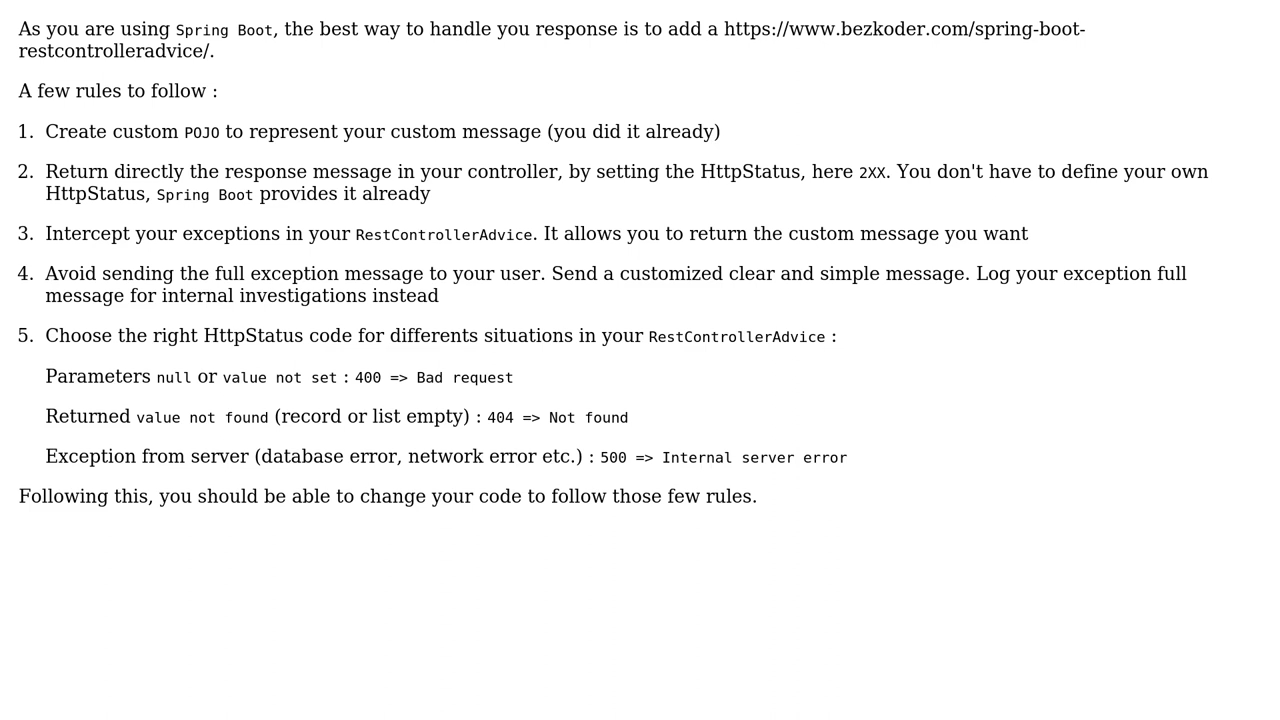 As you are using Spring Boot, the best way to handle you response is to add a https://www.bezkoder.com/spring-boot-
restcontrolleradvice/.
A few rules to follow :
1. Create custom POJO to represent your custom message (you did it already)
2. Return directly the response message in your controller, by setting the HttpStatus, here 2XX. You don't have to define your own
HttpStatus, Spring Boot provides it already
3. Intercept your exceptions in your RestControllerAdvice. It allows you to return the custom message you want
4. Avoid sending the full exception message to your user. Send a customized clear and simple message. Log your exception full
message for internal investigations instead
5. Choose the right HttpStatus code for differents situations in your RestControllerAdvice :
Parameters null or value not set : 400 => Bad request
Returned value not found (record or list empty) : 404 => Not found
Exception from server (database error, network error etc.) : 500 => Internal server error
Following this, you should be able to change your code to follow those few rules.